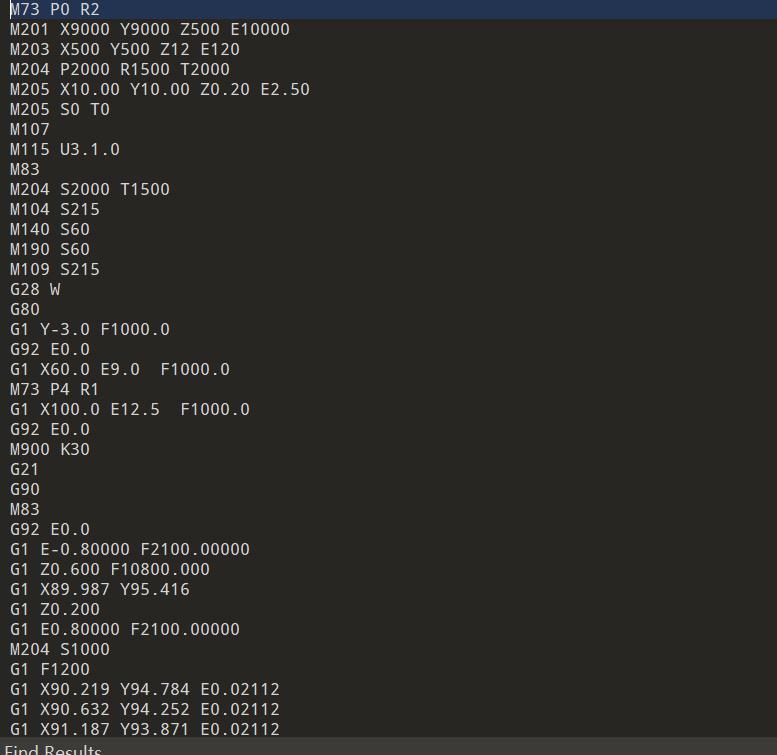 M73 P0 R2
M201 X9000 Y9000 Z500 E10000
M203 X500 Y500 Z12 E120
M204 P2000 R1500 T2000
M205 X10.00 Y10.00 Z0.20 E2.50
M205 S0 T0
M107
M115 U3.1.0
M83
M204 S2000 T1500
M104 S215
M140 S60
M190 S60
M109 S215
G28 W
G80
G1 Y-3.0 F1000.0
G92 E0.0
G1 X60.0 E9.0  F1000.0
M73 P4 R1
G1 X100.0 E12.5  F1000.0
G92 E0.0
M900 K30
G21
G90
M83
G92 E0.0
G1 E-0.80000 F2100.00000
G1 Z0.600 F10800.000
G1 X89.987 Y95.416
G1 Z0.200
G1 E0.80000 F2100.00000
M204 S1000
G1 F1200
G1 X90.219 Y94.784 E0.02112
G1 X90.632 Y94.252 E0.02112
G1 X91.187 Y93.871 E0.02112
Find Results